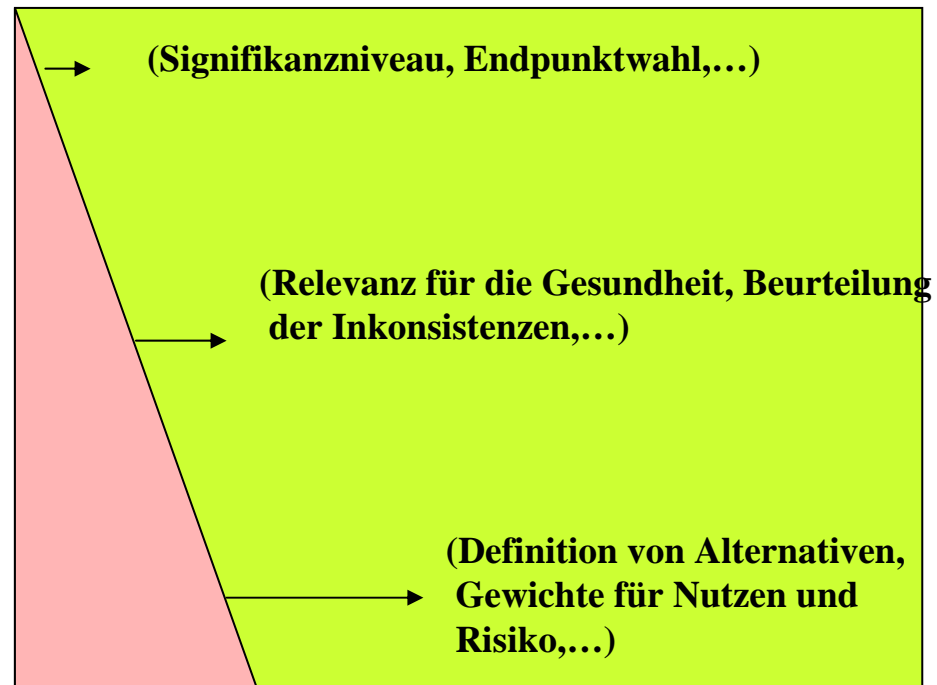 (Signifikanzniveau, Endpunktwahl,…)
(Relevanz für die Gesundheit, Beurteilung
der Inkonsistenzen,…)
(Definition von Alternativen,
Gewichte für Nutzen und
Risiko,…)